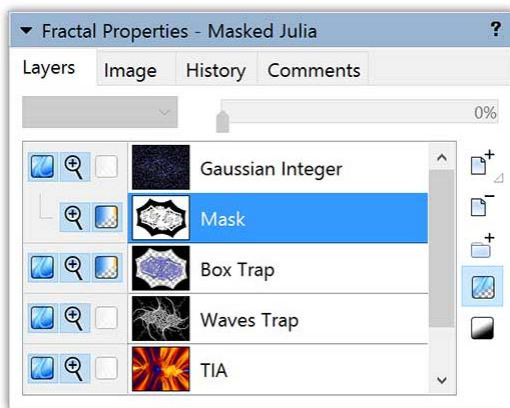 Fractal Properties - Masked Julia ?
Layers Image History Comments
0%
Gaussian Integer
Mask
Box Trap
Waves Trap
TIA